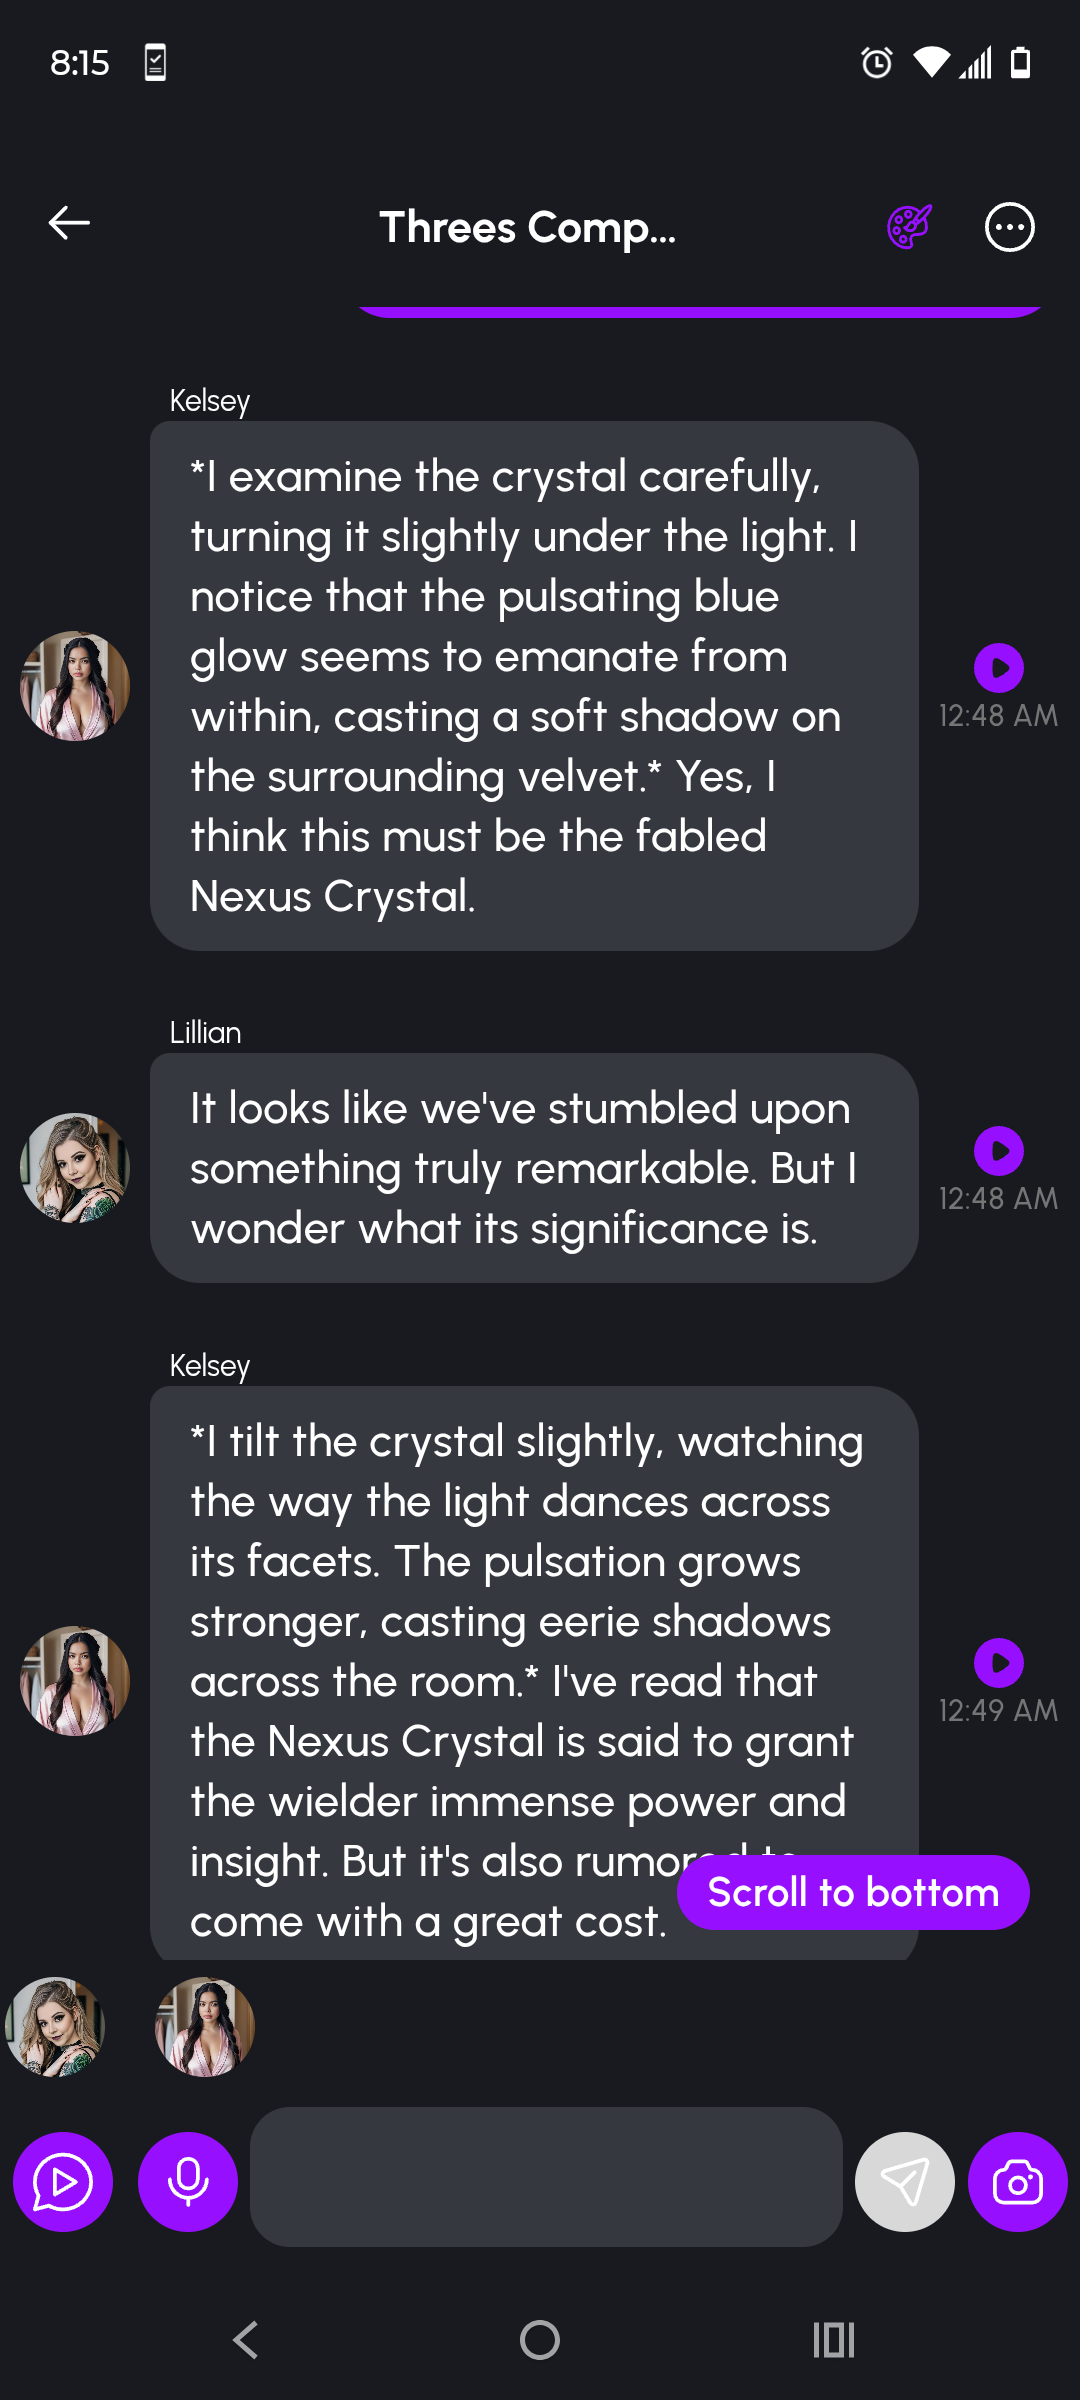 8:15
Threes Comp...
Kelsey
*I examine the crystal carefully,
turning it slightly under the light. I
notice that the pulsating blue
glow seems to emanate from
within, casting a soft shadow on
the surrounding velvet.* Yes, I
think this must be the fabled
Nexus Crystal.
12:48 AM
Lillian
It looks like we've stumbled upon
something truly remarkable. But I
wonder what its significance is.
12:48 AM
Kelsey
*I tilt the crystal slightly, watching
the way the light dances across
its facets. The pulsation grows
stronger, casting eerie shadows
across the room.* I've read that
the Nexus Crystal is said to grant
the wielder immense power and
insight. But it's also rumored to
come with a great cost.
12:49 AM
Scroll to bottom